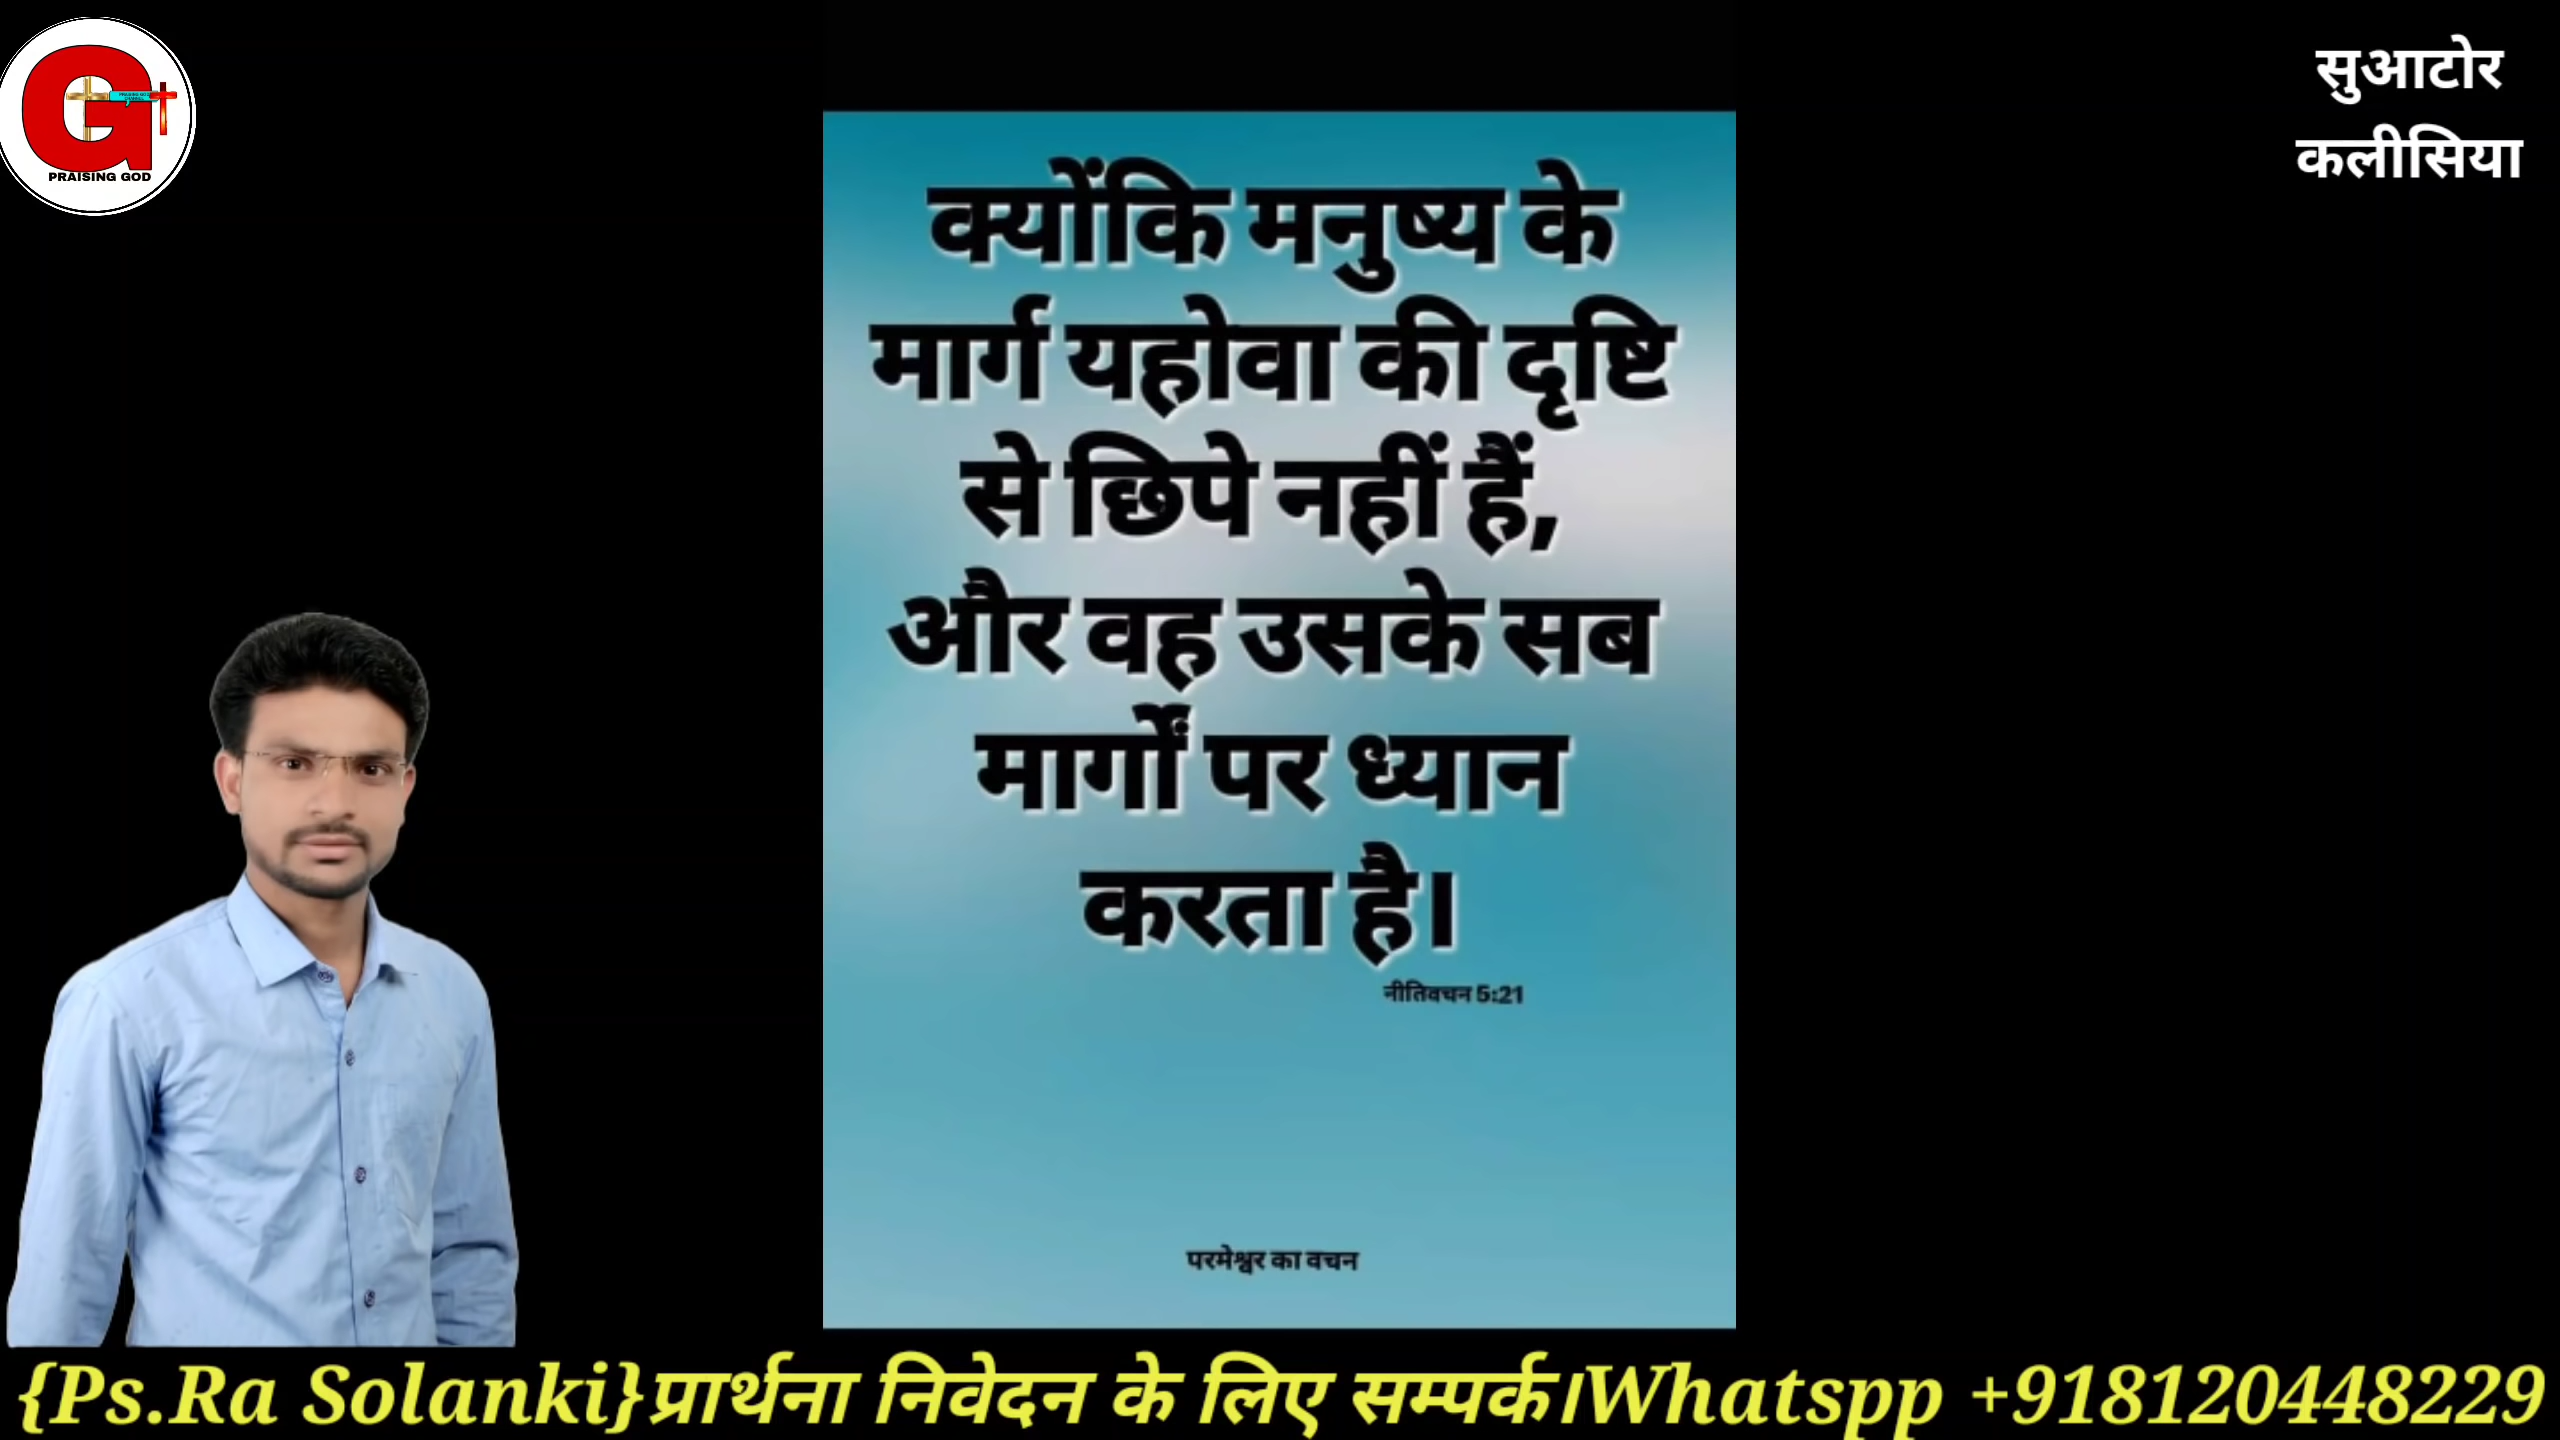 PRAISING GOD
सुआटोर
कलीसिया
क्योंकि मनुष्य के
मार्ग यहोवा की दृष्टि
से छिपे नहीं हैं,
और वह उसके सब
मार्गों पर ध्यान
करता है।
नीतिवचन 5:21
परमेश्वर का वचन
{Ps.Ra Solanki}प्रार्थना निवेदन के लिए सम्पर्क।Whatspp +918120448229